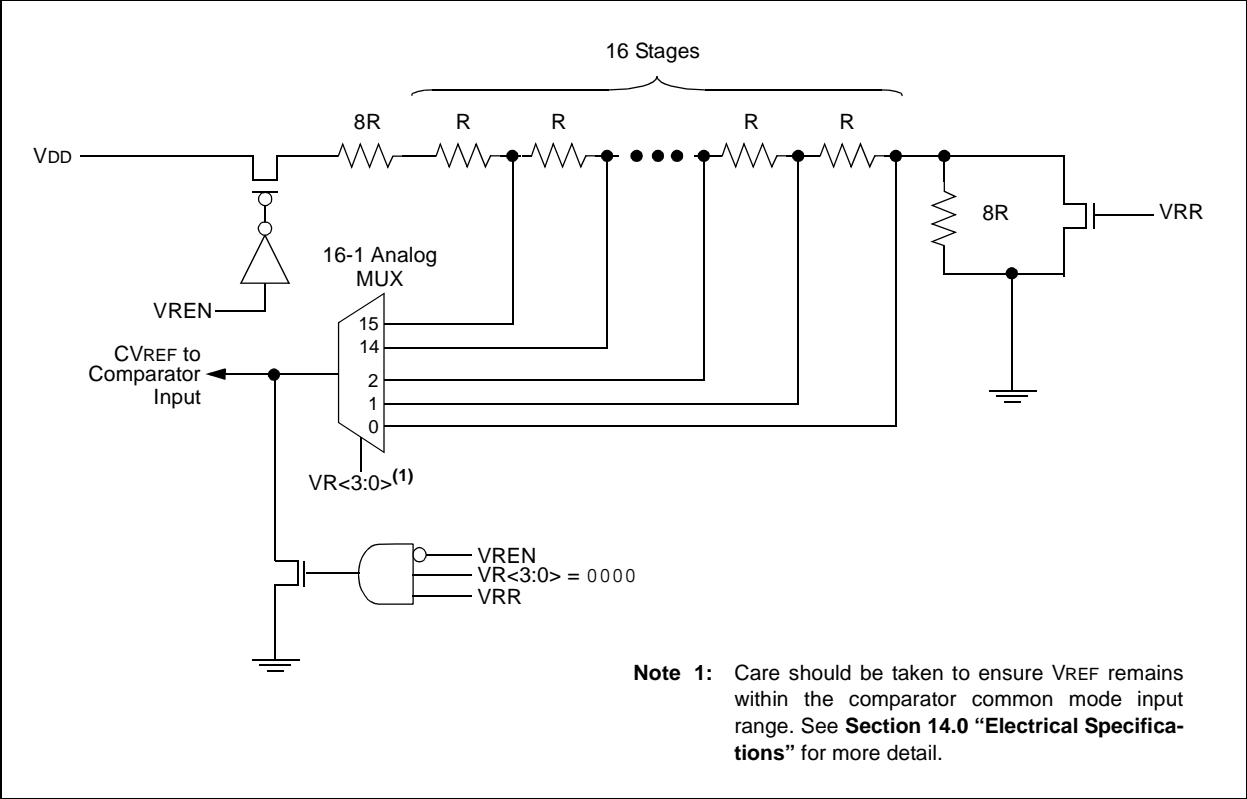 16 Stages
8R
R
R
R
R
VDD
8R
VRR
16-1 Analog
MUX
VREN
15
14
2
1
0
CVREF to
Comparator
Input
VR<3:0>(1)
VREN
VR<3:0> = 0000
VRR
Note 1: Care should be taken to ensure VREF remains
within the comparator common mode input
range. See Section 14.0 “Electrical Specifica-
tions” for more detail.